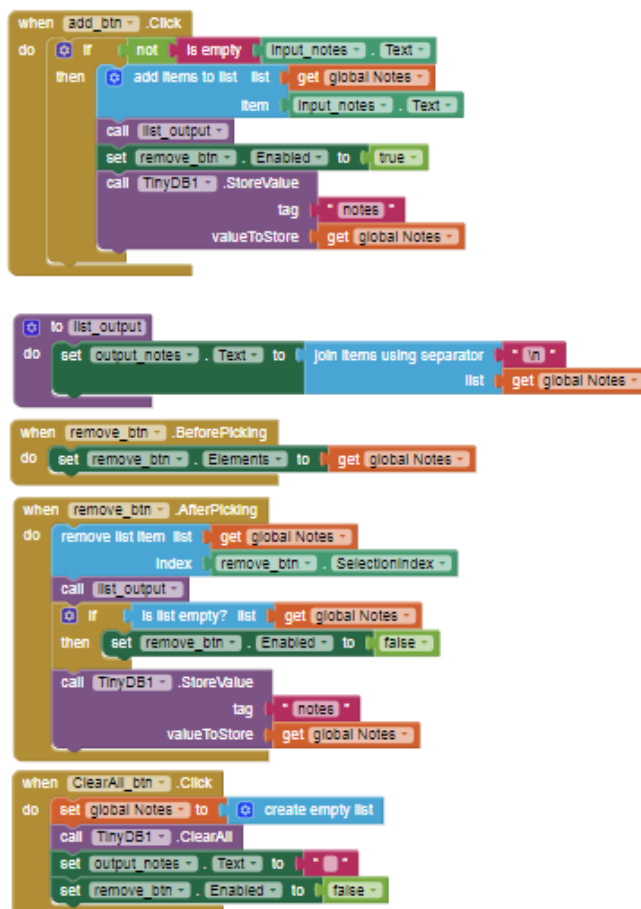 when add_btn .Click
do if not is empty Input_notes . Text
then add items to list list get global Notes
item Input_notes . Text
call list_output
set remove_btn . Enabled to true
call TinyDB1 .StoreValue
tag " notes "
valueToStore get global Notes
to list_output
do set output_notes . Text to join items using separator " \n "
list get global Notes
when remove_btn .BeforePicking
do set remove_btn . Elements to get global Notes
when remove_btn .AfterPicking
do remove list item list get global Notes
index remove_btn . SelectionIndex
call list_output
if is list empty? list get global Notes
then set remove_btn . Enabled to false
call TinyDB1 .StoreValue
tag " notes "
valueToStore get global Notes
when ClearAll_btn .Click
do set global Notes to create empty list
call TinyDB1 .ClearAll
set output_notes . Text to " "
set remove_btn . Enabled to false